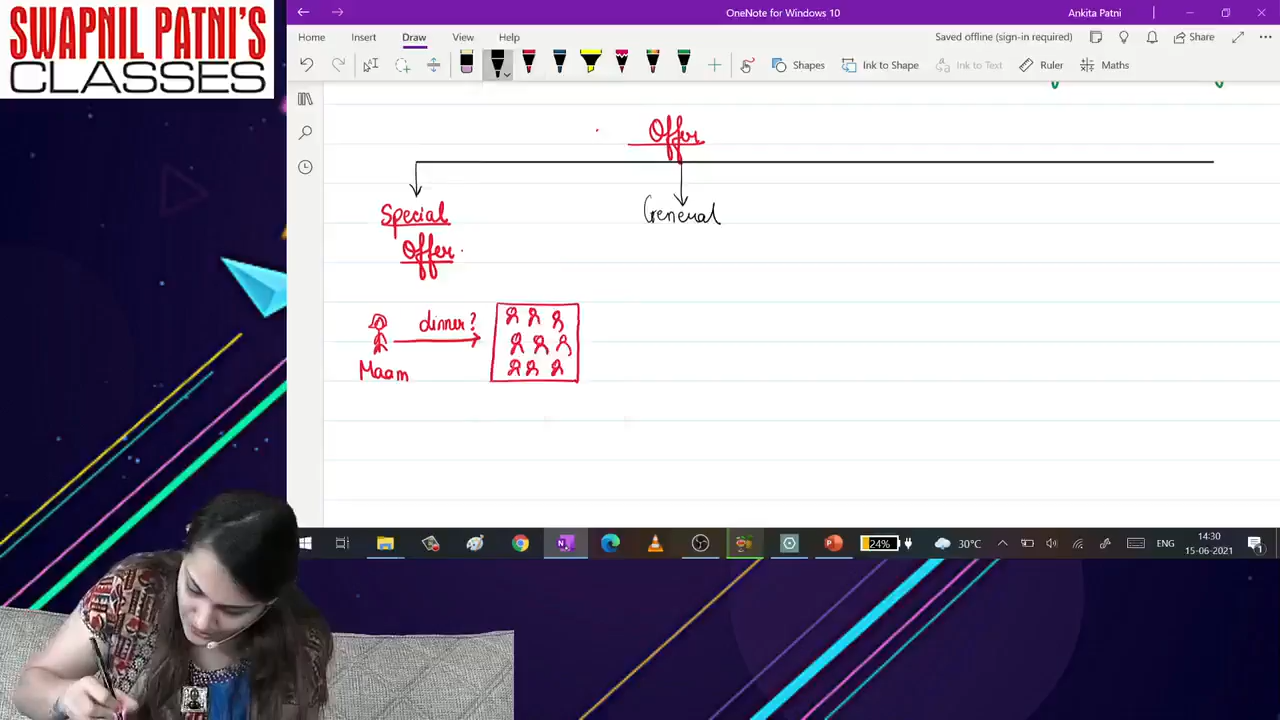 SWAPNIL PATNI'S
CLASSES
OneNote for Windows 10
Ankita Patni
Home
Insert
Draw
View
Help
Saved offline (sign-in required)
Share
Shapes
Ink to Shape
Ink to Text
Ruler
Maths
Offer
Special
Offer
General
dinner?
Maam
24%
30°C
ENG
14:30
15-06-2021
1